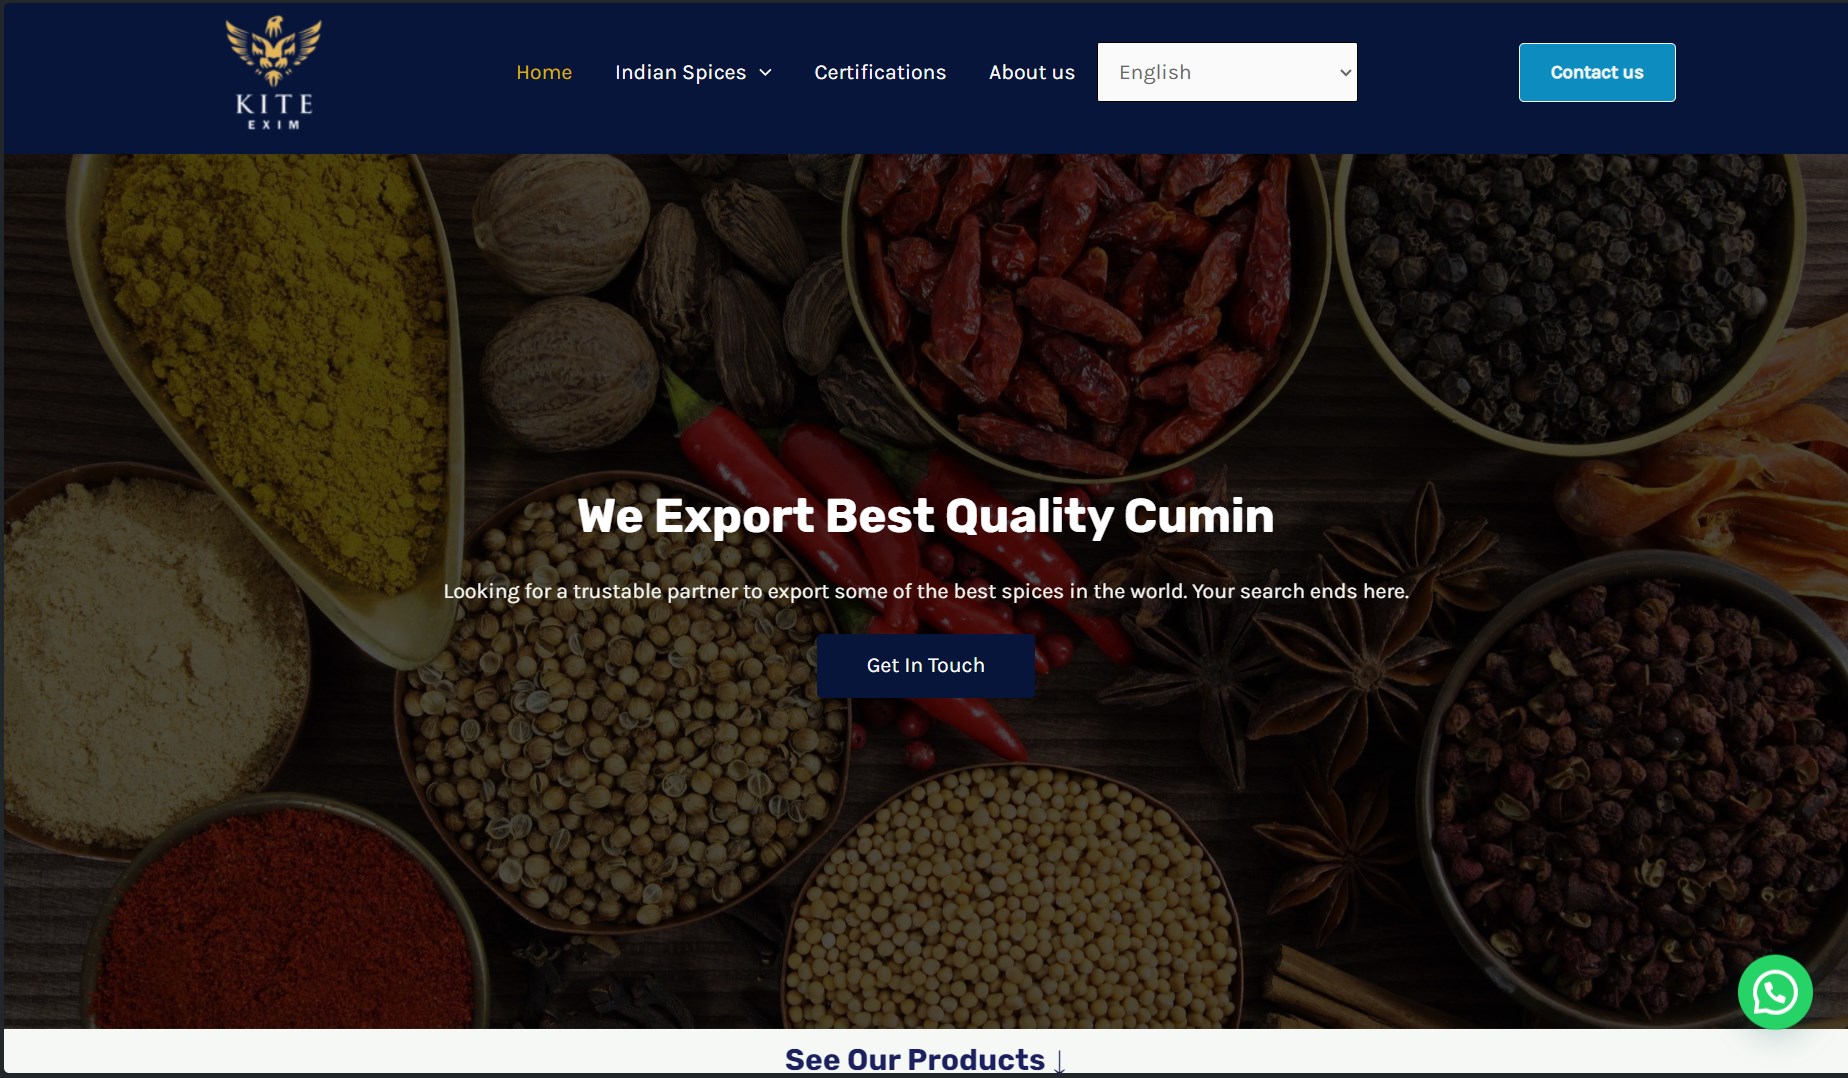 KITE
EXIM
Home
Indian Spices
Certifications
About us
English
Contact us
We Export Best Quality Cumin
Looking for a trustable partner to export some of the best spices in the world. Your search ends here.
Get In Touch
See Our Products ↓